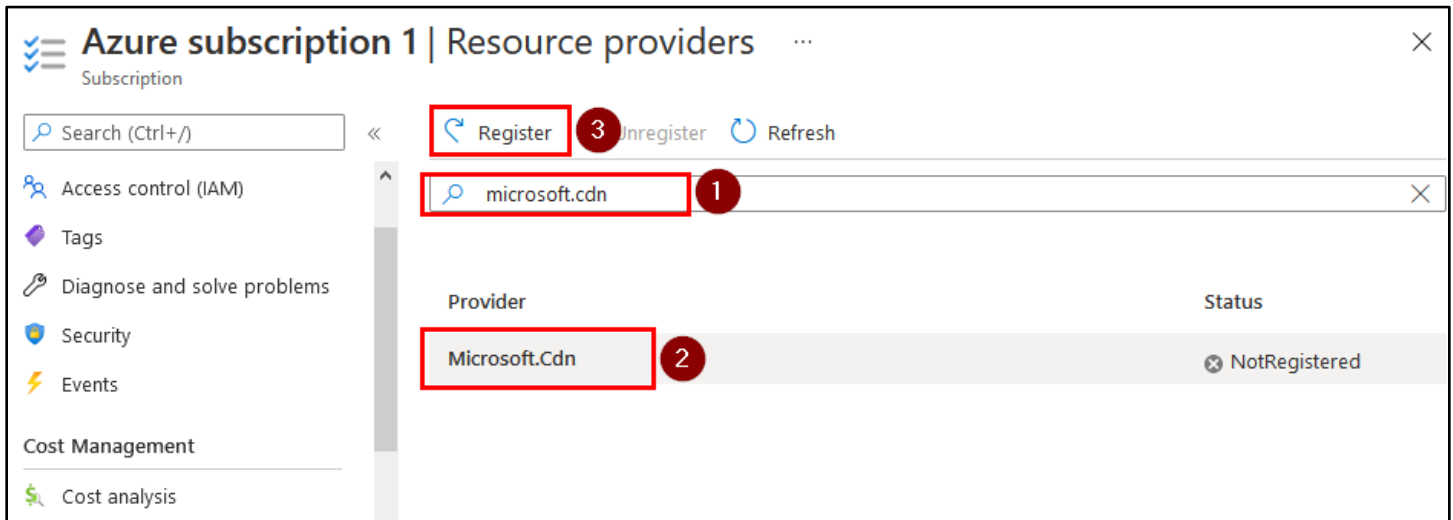 Azure subscription 1 | Resource providers ...
Subscription
Search (Ctrl+/) «
Register 3 Refresh
Access control (IAM)
microsoft.cdn 1
Tags
Diagnose and solve problems
Provider Status
Security
Microsoft.Cdn 2 NotRegistered
Events
Cost Management
Cost analysis